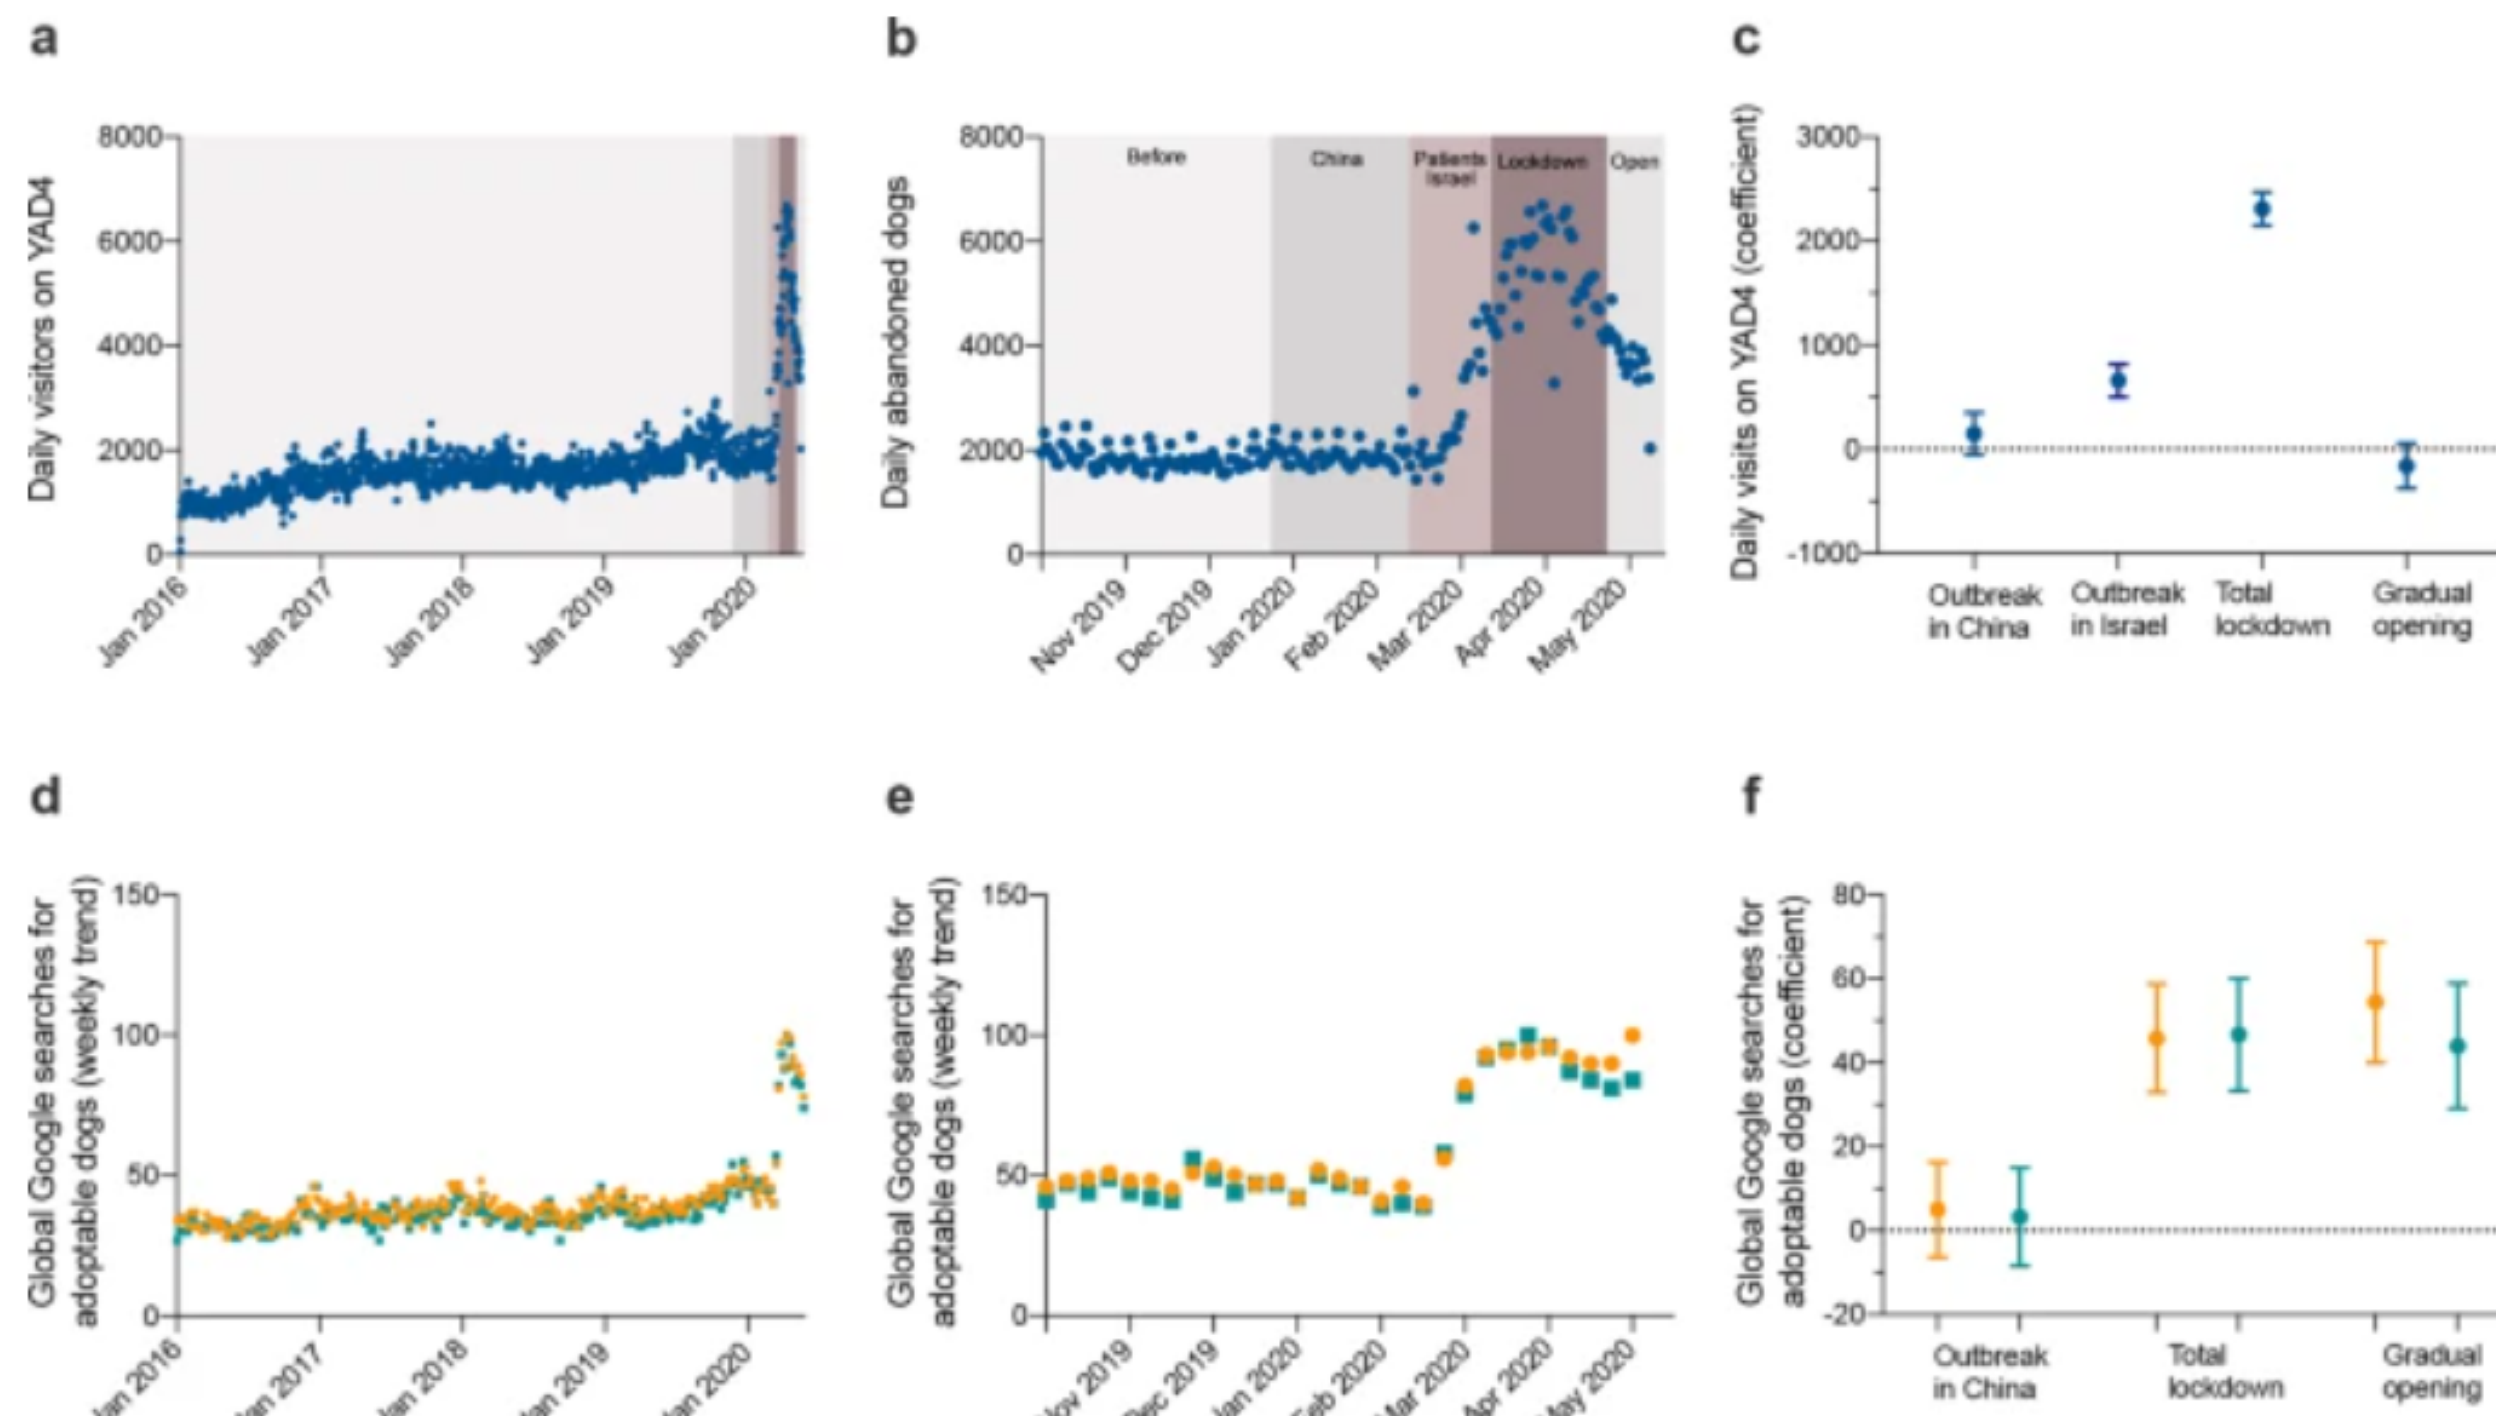 a
b
c
Daily visitors on YAD4
8000
6000
4000
2000
0
Jan 2016
Jan 2017
Jan 2018
Jan 2019
Jan 2020
Daily abandoned dogs
8000
6000
4000
2000
0
Before
China
Patients
Israel
Lockdown
Open
Nov 2019
Dec 2019
Jan 2020
Feb 2020
Mar 2020
Apr 2020
May 2020
Daily visits on YAD4 (coefficient)
3000
2000
1000
0
-1000
Outbreak
in China
Outbreak
in Israel
Total
lockdown
Gradual
opening
d
e
f
Global Google searches for
adoptable dogs (weekly trend)
150
100
50
0
Jan 2016
Jan 2017
Jan 2018
Jan 2019
Jan 2020
Global Google searches for
adoptable dogs (weekly trend)
150
100
50
0
Nov 2019
Dec 2019
Jan 2020
Feb 2020
Mar 2020
Apr 2020
May 2020
Global Google searches for
adoptable dogs (coefficient)
80
60
40
20
0
-20
Outbreak
in China
Total
lockdown
Gradual
opening